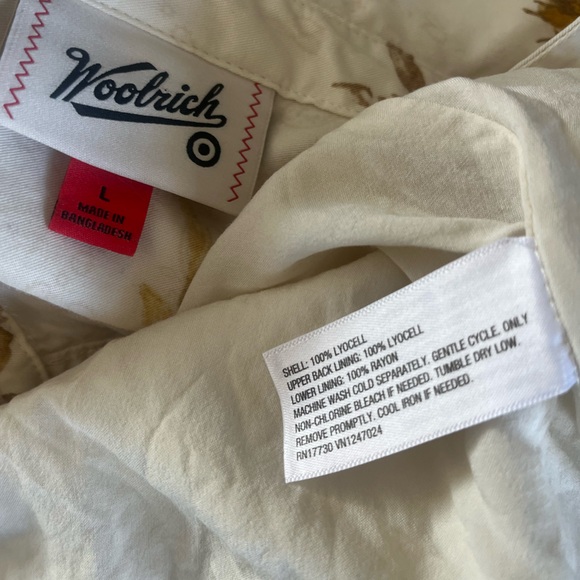 Woolrich
L
MADE IN
BANGLADESH
SHELL: 100% LYOCELL
UPPER BACK LINING: 100% LYOCELL
LOWER LINING: 100% RAYON
MACHINE WASH COLD SEPARATELY. GENTLE CYCLE. ONLY
NON-CHLORINE BLEACH IF NEEDED. TUMBLE DRY LOW.
REMOVE PROMPTLY. COOL IRON IF NEEDED.
RN17730 VN1247024